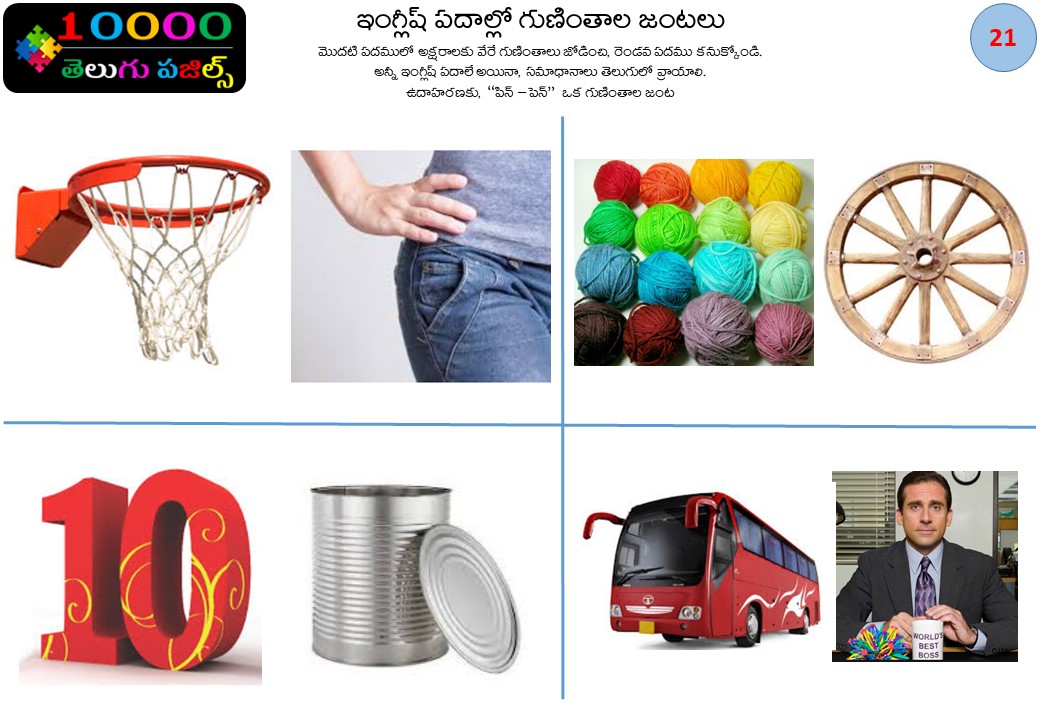 10000
తెలుగు పజిల్స్
ఇంగ్లీష్ పదాల్లో గుణింతాల జంటలు
మొదటి పదములో అక్షరాలకు వేరే గుణింతాలు జోడించి, రెండవ పదము కనుక్కోండి.
అన్నీ ఇంగ్లీష్ పదాలే అయినా, సమాధానాలు తెలుగులో వ్రాయాలి.
ఉదాహరణకు, “పిన్ – పెన్” ఒక గుణింతాల జంట
21
10
WORLD'S
BEST
BOSS